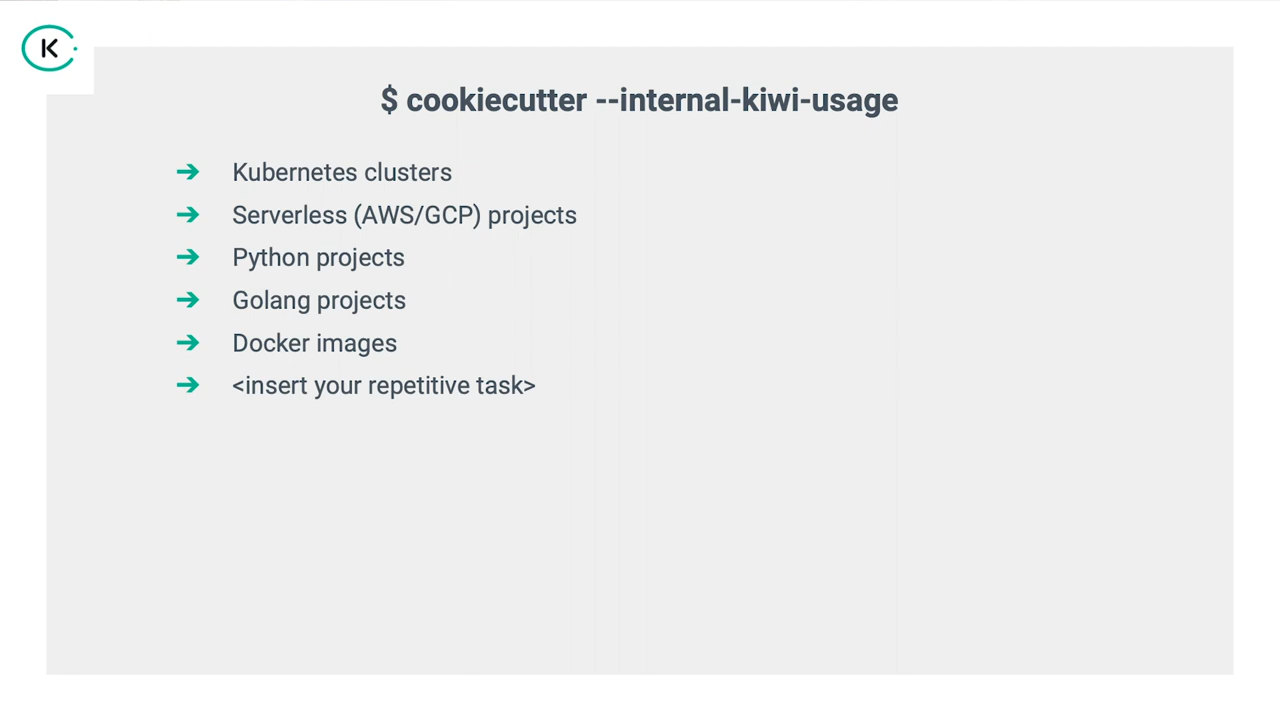 K
$ cookiecutter --internal-kiwi-usage
➔ Kubernetes clusters
➔ Serverless (AWS/GCP) projects
➔ Python projects
➔ Golang projects
➔ Docker images
➔ <insert your repetitive task>